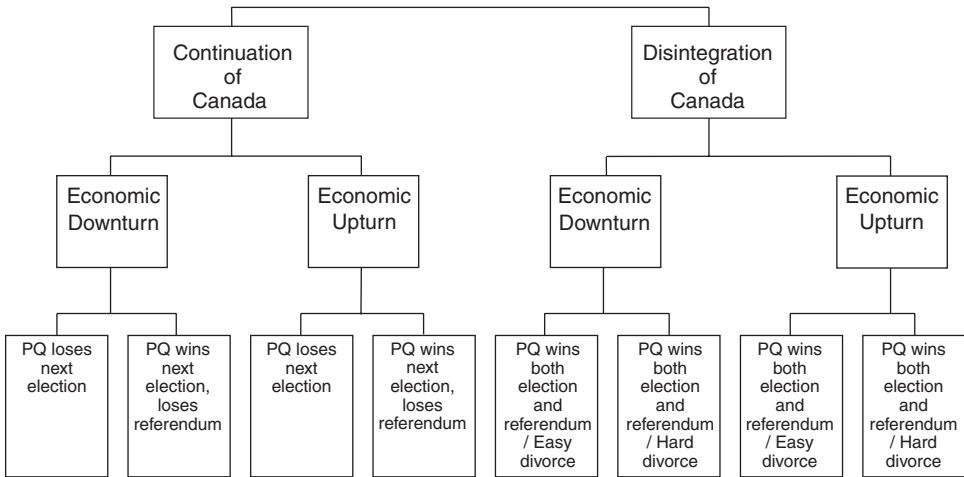 Continuation
of
Canada
Disintegration
of
Canada
Economic
Downturn
Economic
Upturn
Economic
Downturn
Economic
Upturn
PQ loses
next
election
PQ wins
next
election,
loses
referendum
PQ loses
next
election
PQ wins
next
election,
loses
referendum
PQ wins
both
election
and
referendum
/ Easy
divorce
PQ wins
both
election
and
referendum
/ Hard
divorce
PQ wins
both
election
and
referendum
/ Easy
divorce
PQ wins
both
election
and
referendum
/ Hard
divorce